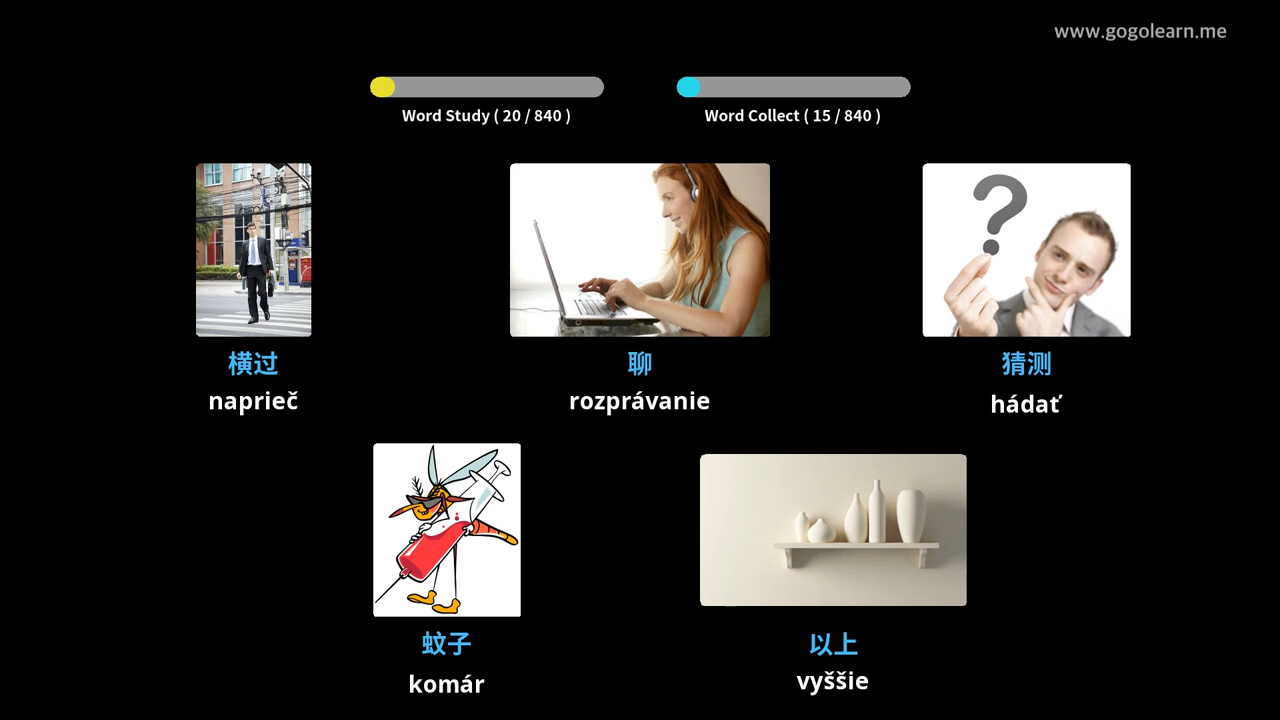 www.gogolearn.me
Word Study ( 20 / 840 )
Word Collect ( 15 / 840 )
横过
naprieč
聊
rozprávanie
猜测
hádať
蚊子
komár
以上
vyššie